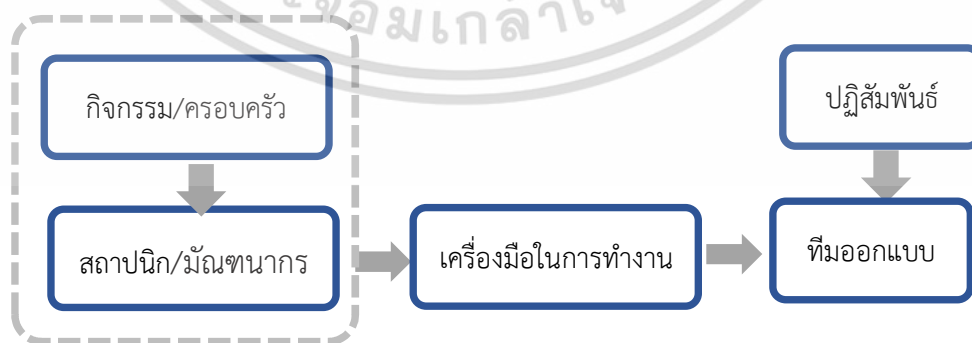 กิจกรรม/ครอบครัว
ปฏิสัมพันธ์
สถาปนิก/มัณฑนากร
เครื่องมือในการทำงาน
ทีมออกแบบ